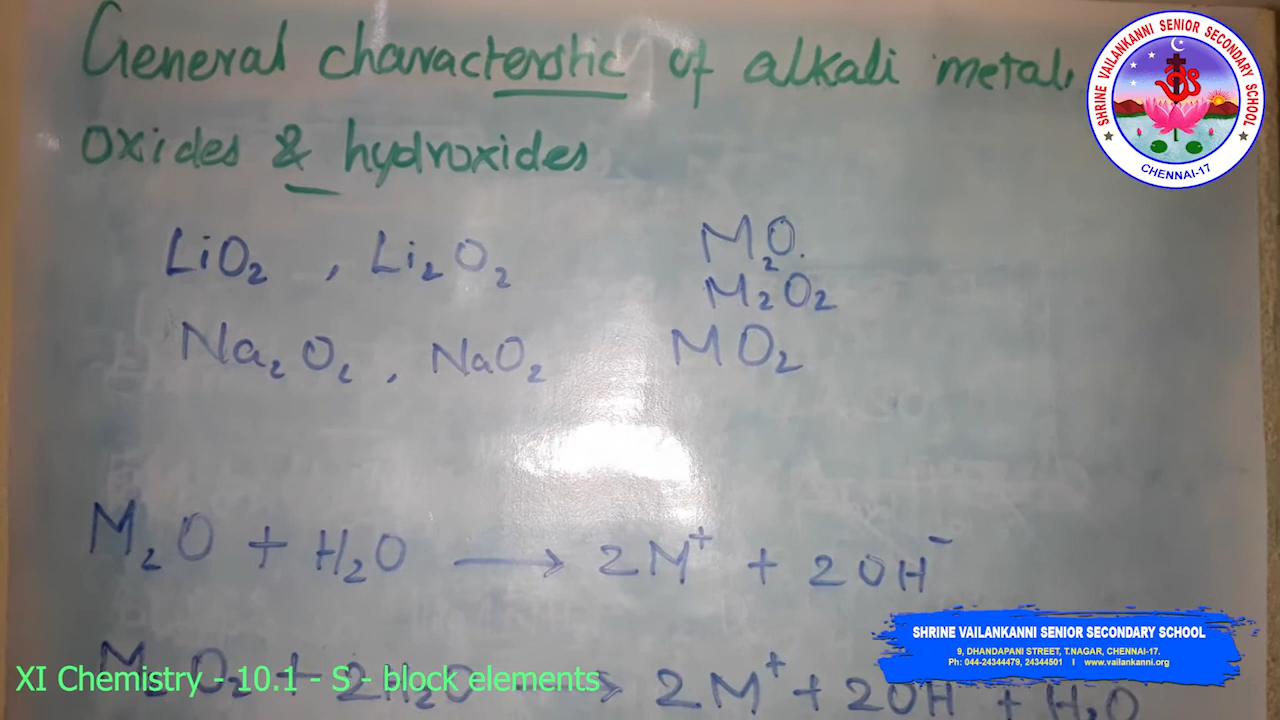 General characterstic of alkali metal,
oxides & hydroxides
LiO₂ , Li₂O₂
M₂O.
M₂O₂
Na₂O₂ , NaO₂
MO₂
M₂O + H₂O → 2M⁺ + 2OH⁻
M₂O₂ + 2H₂O → 2M⁺ + 2OH + H₂O
SHRINE VAILANKANNI SENIOR SECONDARY SCHOOL
CHENNAI-17
SHRINE VAILANKANNI SENIOR SECONDARY SCHOOL
9, DHANDAPANI STREET, T.NAGAR, CHENNAI-17.
Ph: 044-24344479, 24344501 I www.vailankanni.org
XI Chemistry - 10.1 - S - block elements